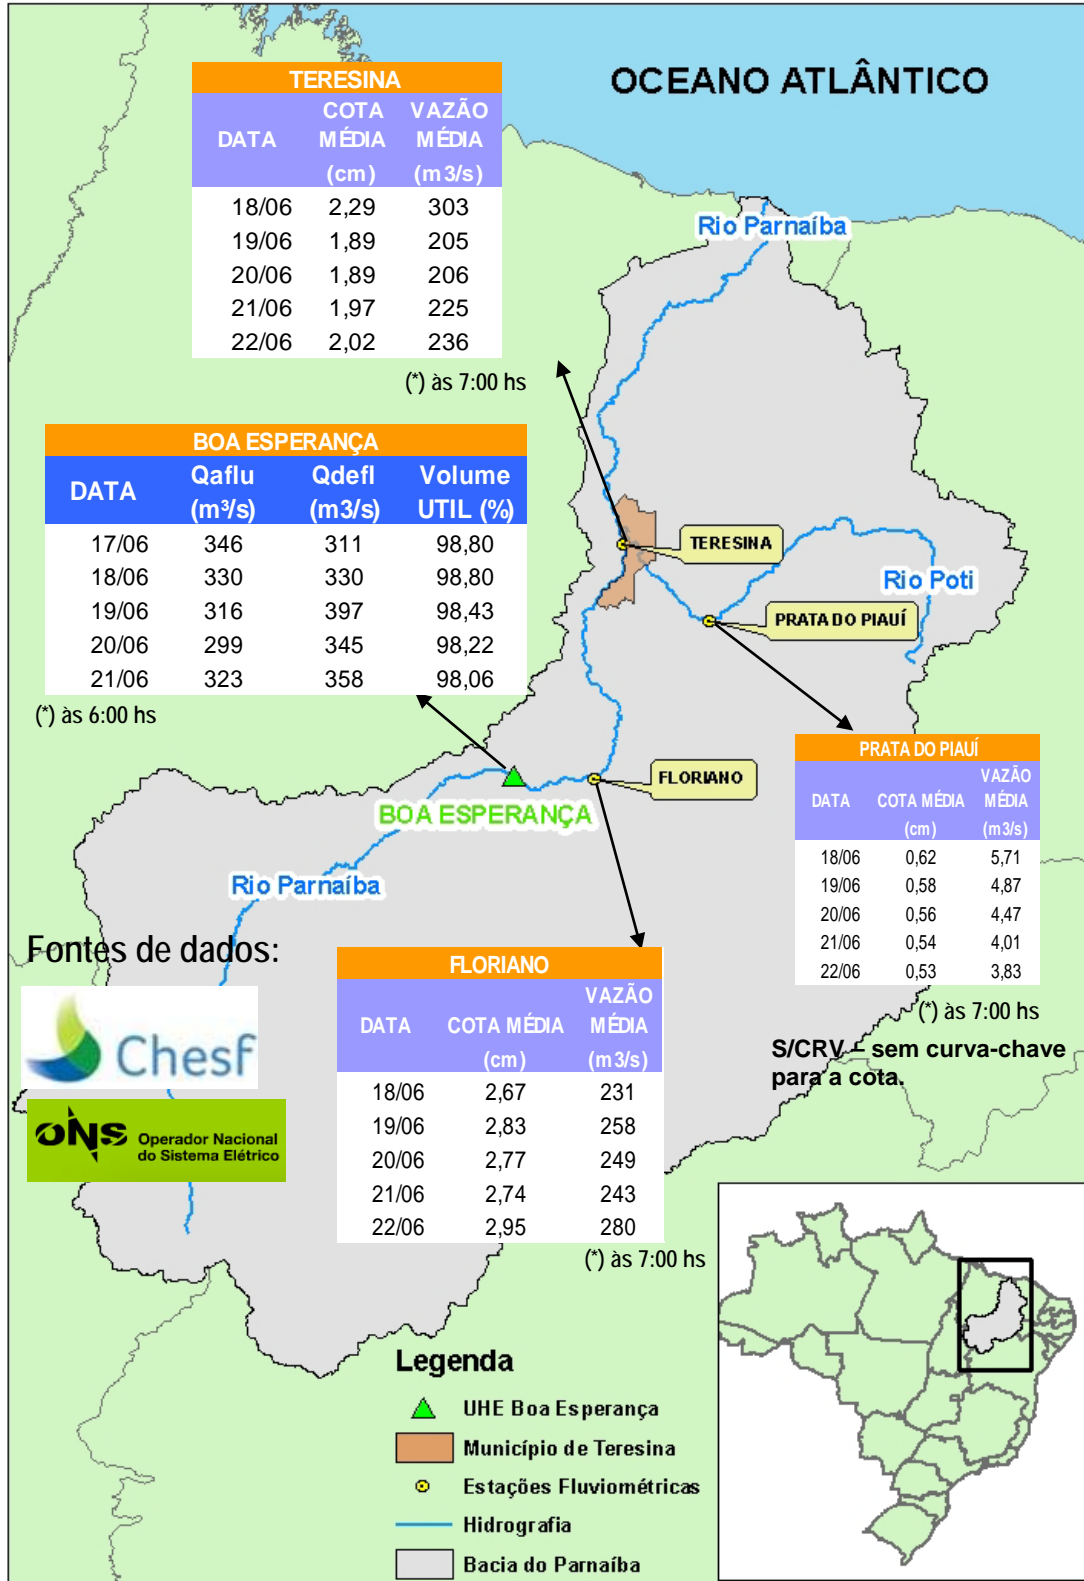 OCEANO ATLÂNTICO
TERESINA
DATA COTA MÉDIA (cm) VAZÃO MÉDIA (m3/s)
18/06 2,29 303
19/06 1,89 205
20/06 1,89 206
21/06 1,97 225
22/06 2,02 236
(*) às 7:00 hs
Rio Parnaíba
BOA ESPERANÇA
DATA Qaflu (m³/s) Qdefl (m3/s) Volume UTIL (%)
17/06 346 311 98,80
18/06 330 330 98,80
19/06 316 397 98,43
20/06 299 345 98,22
21/06 323 358 98,06
(*) às 6:00 hs
TERESINA
Rio Poti
PRATA DO PIAUÍ
FLORIANO
BOA ESPERANÇA
Rio Parnaíba
PRATA DO PIAUÍ
DATA COTA MÉDIA (cm) VAZÃO MÉDIA (m3/s)
18/06 0,62 5,71
19/06 0,58 4,87
20/06 0,56 4,47
21/06 0,54 4,01
22/06 0,53 3,83
(*) às 7:00 hs
S/CRV – sem curva-chave
para a cota.
Fontes de dados:
Chesf
ONS Operador Nacional
do Sistema Elétrico
FLORIANO
DATA COTA MÉDIA (cm) VAZÃO MÉDIA (m3/s)
18/06 2,67 231
19/06 2,83 258
20/06 2,77 249
21/06 2,74 243
22/06 2,95 280
(*) às 7:00 hs
Legenda
UHE Boa Esperança
Município de Teresina
Estações Fluviométricas
Hidrografia
Bacia do Parnaíba